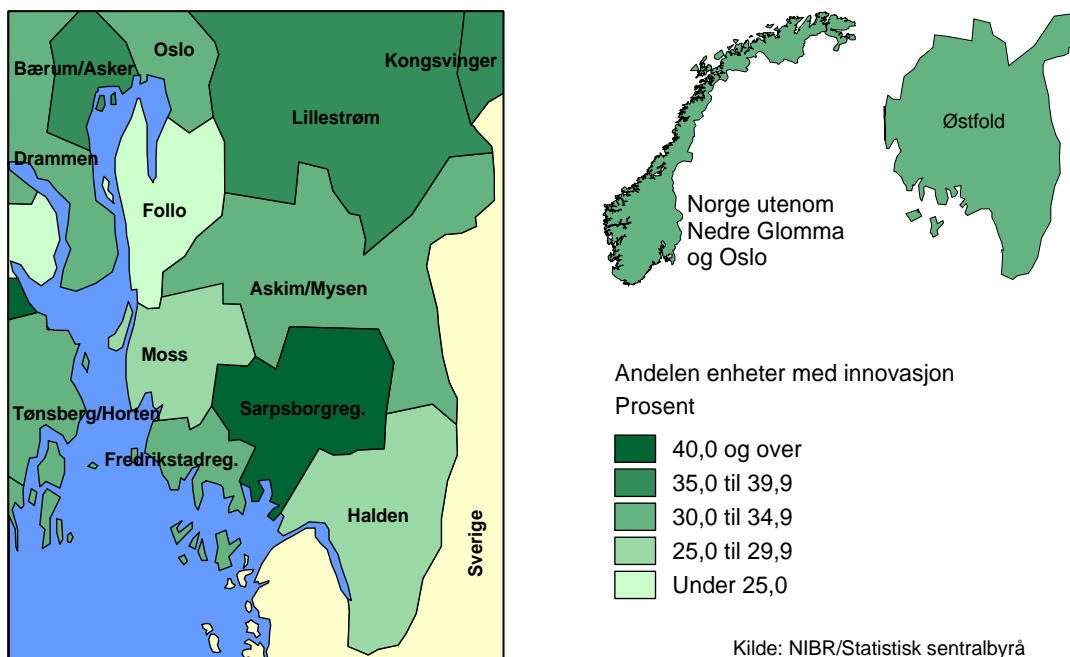 Oslo
Bærum/Asker
Kongsvinger
Lillestrøm
Drammen
Follo
Askim/Mysen
Moss
Sarpsborgreg.
Tønsberg/Horten
Fredrikstadreg.
Halden
Sverige
Østfold
Norge utenom
Nedre Glomma
og Oslo
Andelen enheter med innovasjon
Prosent
40,0 og over
35,0 til 39,9
30,0 til 34,9
25,0 til 29,9
Under 25,0
Kilde: NIBR/Statistisk sentralbyrå